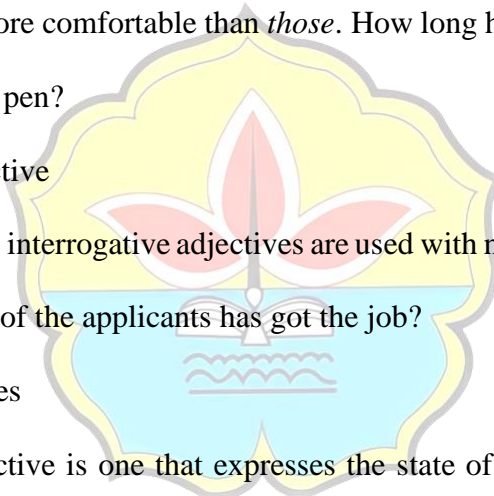 ore comfortable than those. How long h
pen?
ctive
interrogative adjectives are used with
of the applicants has got the job?
es
ctive is one that expresses the state of